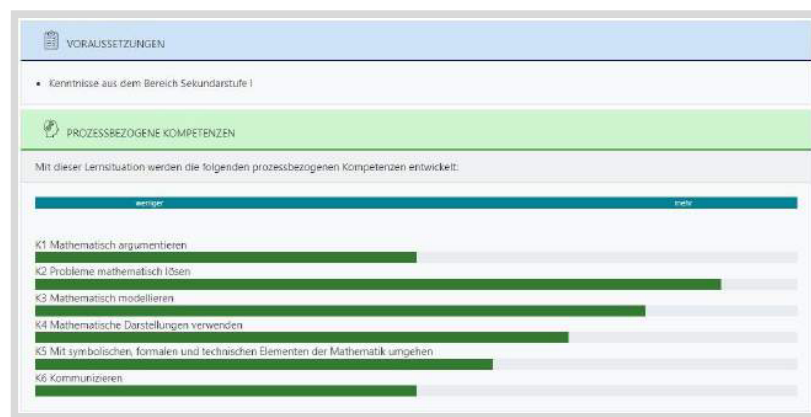 VORAUSSETZUNGEN
• Kenntnisse aus dem Bereich Sekundarstufe I
PROZESSBEZOGENE KOMPETENZEN
Mit dieser Lernsituation werden die folgenden prozessbezogenen Kompetenzen entwickelt:
weniger mehr
K1 Mathematisch argumentieren
K2 Probleme mathematisch lösen
K3 Mathematisch modellieren
K4 Mathematische Darstellungen verwenden
K5 Mit symbolischen, formalen und technischen Elementen der Mathematik umgehen
K6 Kommunizieren